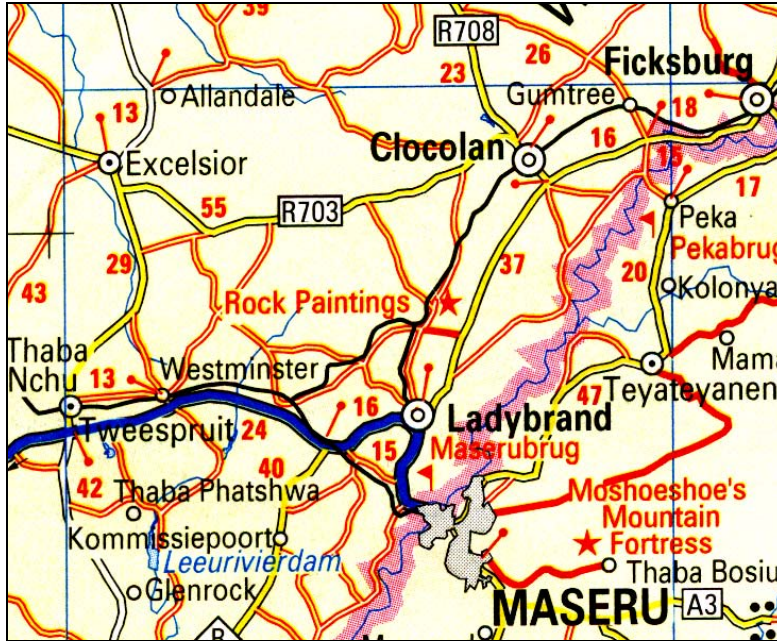 39
R708
26
Ficksburg
23
Allandale
Gumtree
13
18
16
Clocolan
Excelsior
15
17
55
R703
Peka
Pekabrug
29
37
20
43
Rock Paintings
Kolonya
Thaba
Nchu
Westminster
Mama
13
Teyateyanen
16
47
Ladybrand
Tweespruit
24
15
Maserubrug
40
42
Thaba Phatshwa
Moshoeshoe's
Mountain
Fortress
Kommissiepoort
Leeurivierdam
Thaba Bosiu
Glenrock
MASERU
A3
R